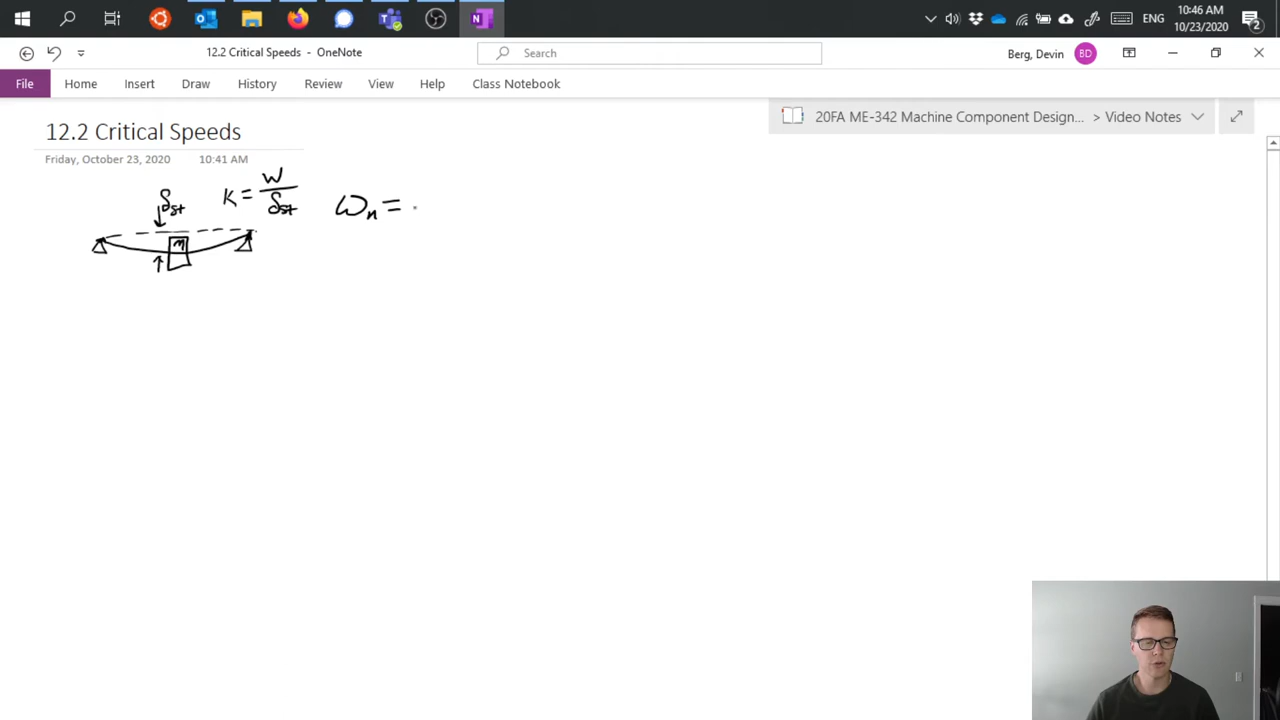 10:46 AM
ENG
10/23/2020
2
12.2 Critical Speeds - OneNote
Search
Berg, Devin
BD
File Home Insert Draw History Review View Help Class Notebook
12.2 Critical Speeds
20FA ME-342 Machine Component Design... > Video Notes
Friday, October 23, 2020 10:41 AM
δst
K = W/δst
ωn =
m